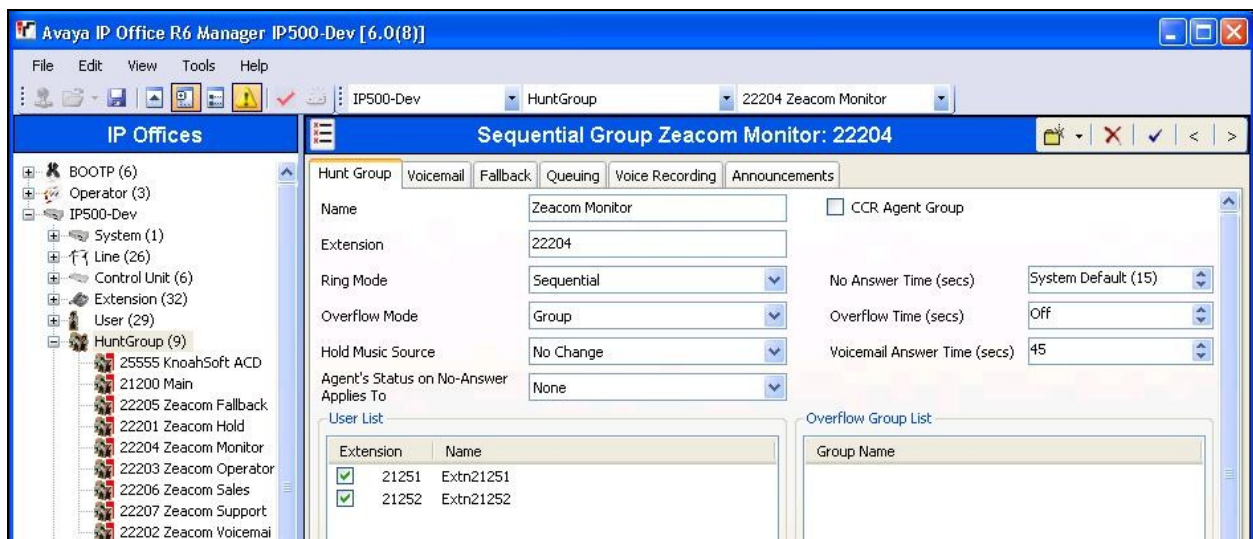 Avaya IP Office R6 Manager IP500-Dev [6.0(8)]
File Edit View Tools Help
IP500-Dev HuntGroup 22204 Zeacom Monitor
IP Offices
BOOTP (6)
Operator (3)
IP500-Dev
System (1)
Line (26)
Control Unit (6)
Extension (32)
User (29)
HuntGroup (9)
25555 KnoahSoft ACD
21200 Main
22205 Zeacom Fallback
22201 Zeacom Hold
22204 Zeacom Monitor
22203 Zeacom Operator
22206 Zeacom Sales
22207 Zeacom Support
22202 Zeacom Voicemai
Sequential Group Zeacom Monitor: 22204
Hunt Group Voicemail Fallback Queuing Voice Recording Announcements
Name Zeacom Monitor CCR Agent Group
Extension 22204
Ring Mode Sequential No Answer Time (secs) System Default (15)
Overflow Mode Group Overflow Time (secs) Off
Hold Music Source No Change Voicemail Answer Time (secs) 45
Agent's Status on No-Answer
Applies To None
User List Overflow Group List
Extension Name Group Name
21251 Extn21251
21252 Extn21252